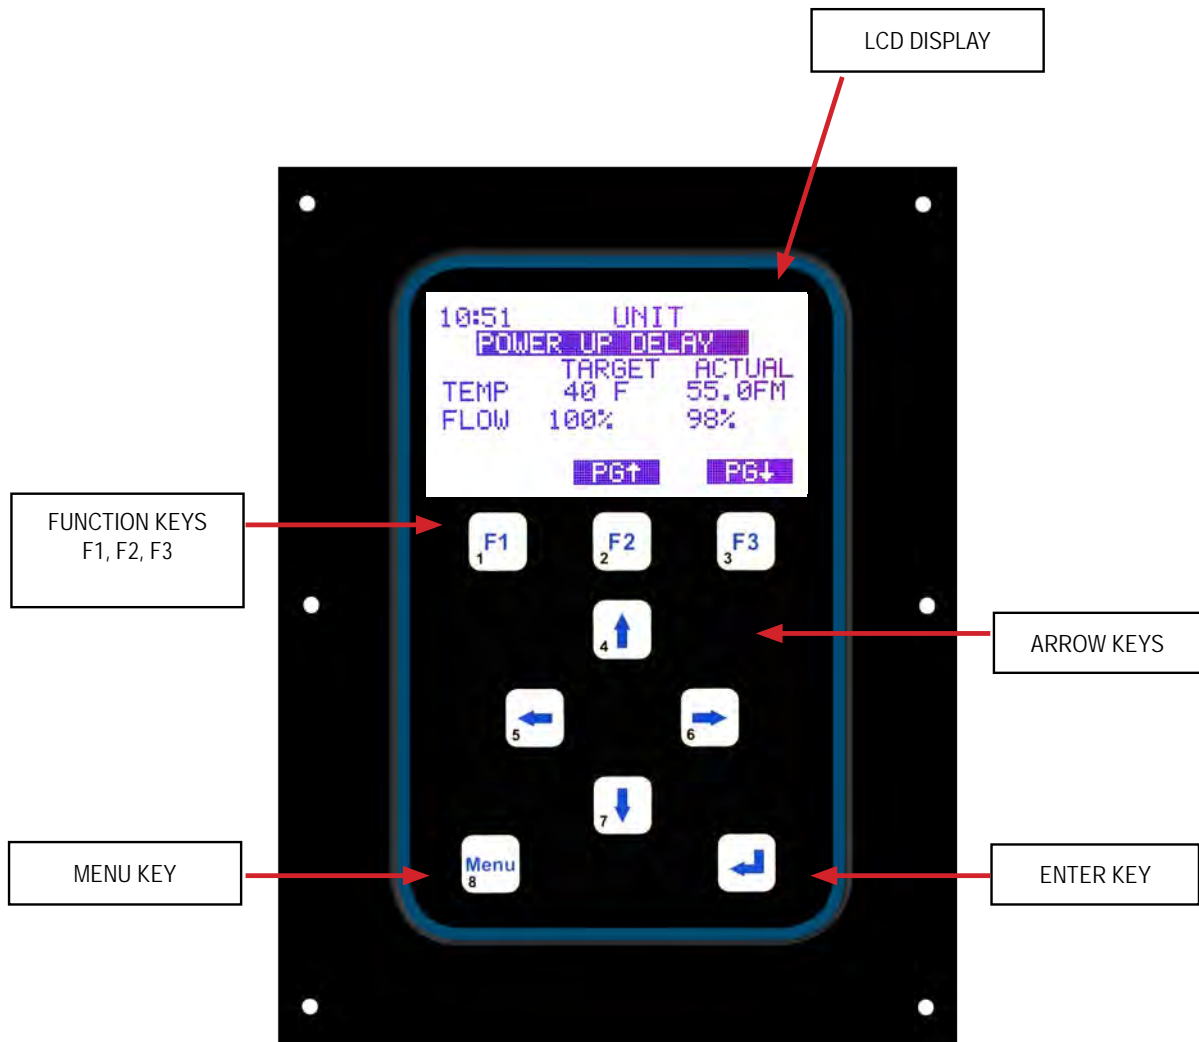 LCD DISPLAY
10:51 UNIT
POWER UP DELAY
TARGET ACTUAL
TEMP 40 F 55.0FM
FLOW 100% 98%
PG↑ PG↓
FUNCTION KEYS
F1, F2, F3
F1 F2 F3
1 2 3
4
ARROW KEYS
5 6
7
MENU KEY
Menu
8
ENTER KEY